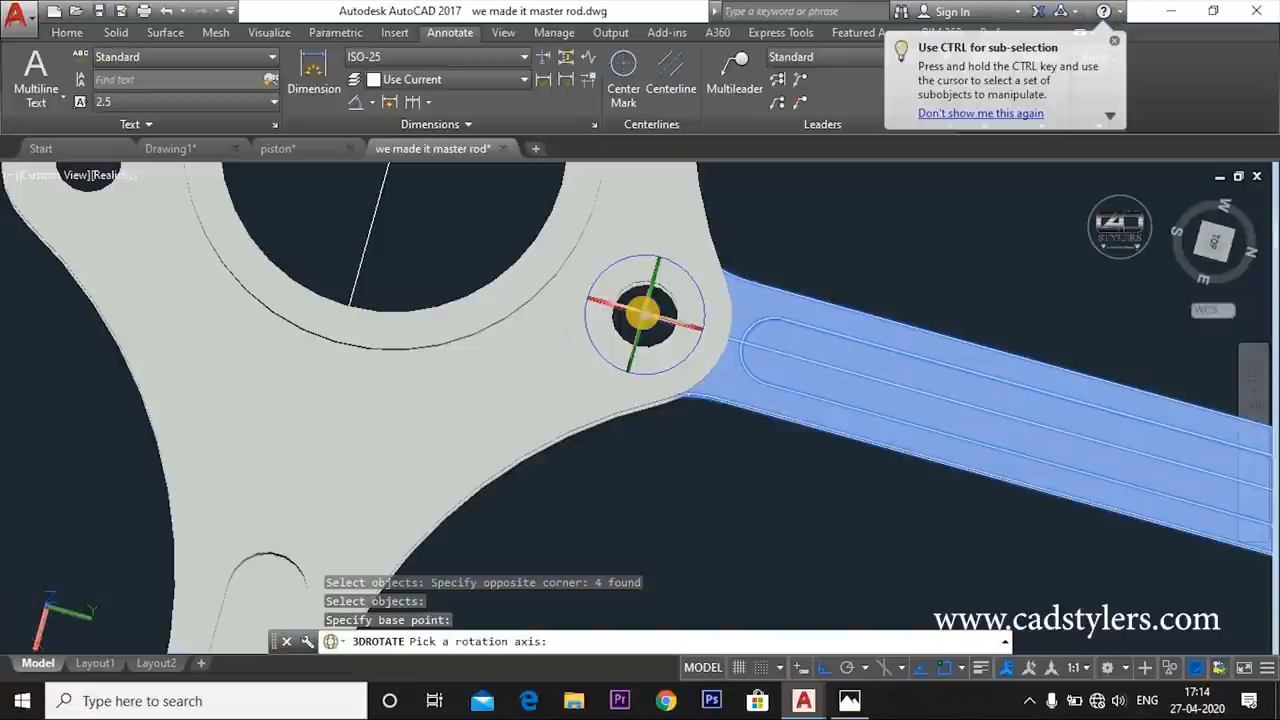 Autodesk AutoCAD 2017 we made it master rod.dwg
Type a keyword or phrase
Sign In
Home Solid Surface Mesh Visualize Parametric Insert Annotate View Manage Output Add-ins A360 Express Tools Featured A
Use CTRL for sub-selection
Press and hold the CTRL key and use
the cursor to select a set of
subobjects to manipulate.
Don't show me this again
Multiline
Text
ABC
Standard
Find text
2.5
Text
Dimension
ISO-25
Use Current
Dimensions
Center
Mark
Centerline
Centerlines
Multileader
Standard
Leaders
Start Drawing1* piston* we made it master rod*
STYLERS
W
S
TOP
N
E
WCS
Select objects: Specify opposite corner: 4 found
Select objects:
Specify base point:
3DROTATE Pick a rotation axis:
Z
Y
www.cadstylers.com
Model Layout1 Layout2 +
MODEL
1:1
Type here to search
Pr
Ps
A
ENG
17:14
27-04-2020